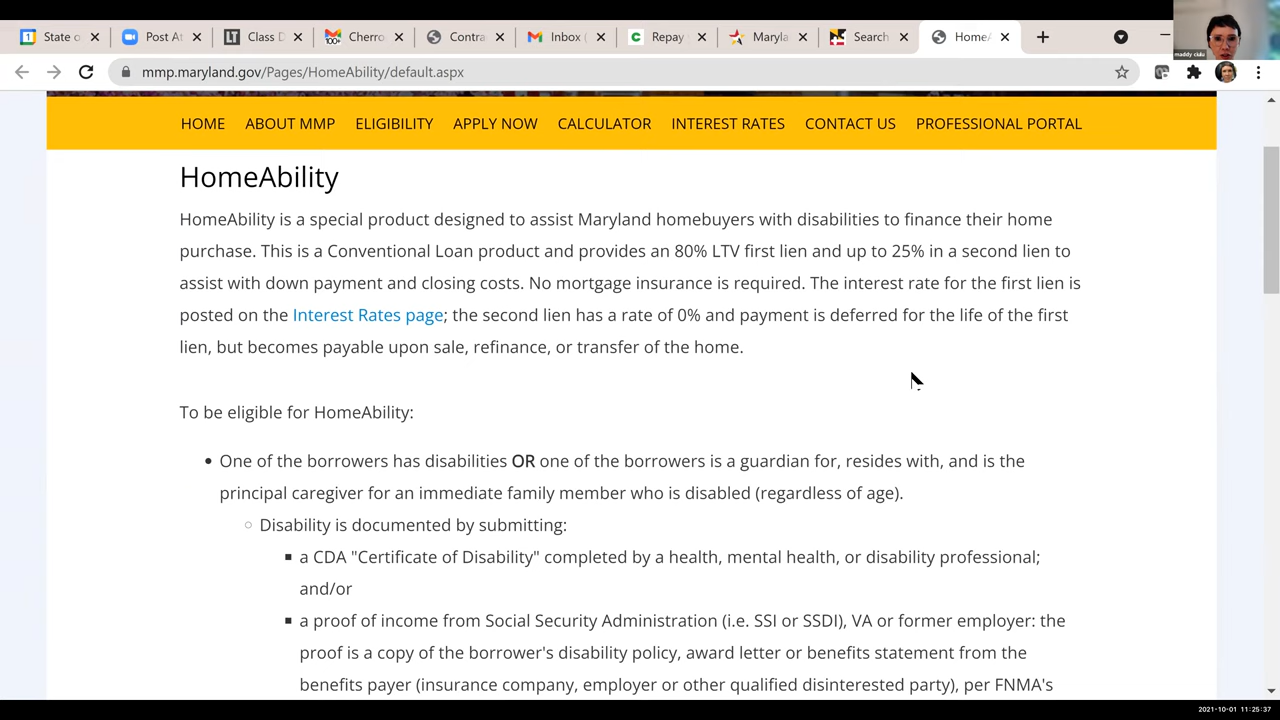 State o
Post At
Class D
Cherro
Contra
Inbox (
Repay
Maryla
Search
HomeA
maddy ciulu
mmp.maryland.gov/Pages/HomeAbility/default.aspx
HOME ABOUT MMP ELIGIBILITY APPLY NOW CALCULATOR INTEREST RATES CONTACT US PROFESSIONAL PORTAL
HomeAbility
HomeAbility is a special product designed to assist Maryland homebuyers with disabilities to finance their home
purchase. This is a Conventional Loan product and provides an 80% LTV first lien and up to 25% in a second lien to
assist with down payment and closing costs. No mortgage insurance is required. The interest rate for the first lien is
posted on the Interest Rates page; the second lien has a rate of 0% and payment is deferred for the life of the first
lien, but becomes payable upon sale, refinance, or transfer of the home.
To be eligible for HomeAbility:
One of the borrowers has disabilities OR one of the borrowers is a guardian for, resides with, and is the
principal caregiver for an immediate family member who is disabled (regardless of age).
Disability is documented by submitting:
a CDA "Certificate of Disability" completed by a health, mental health, or disability professional;
and/or
a proof of income from Social Security Administration (i.e. SSI or SSDI), VA or former employer: the
proof is a copy of the borrower's disability policy, award letter or benefits statement from the
benefits payer (insurance company, employer or other qualified disinterested party), per FNMA's
2021-10-01 11:25:37